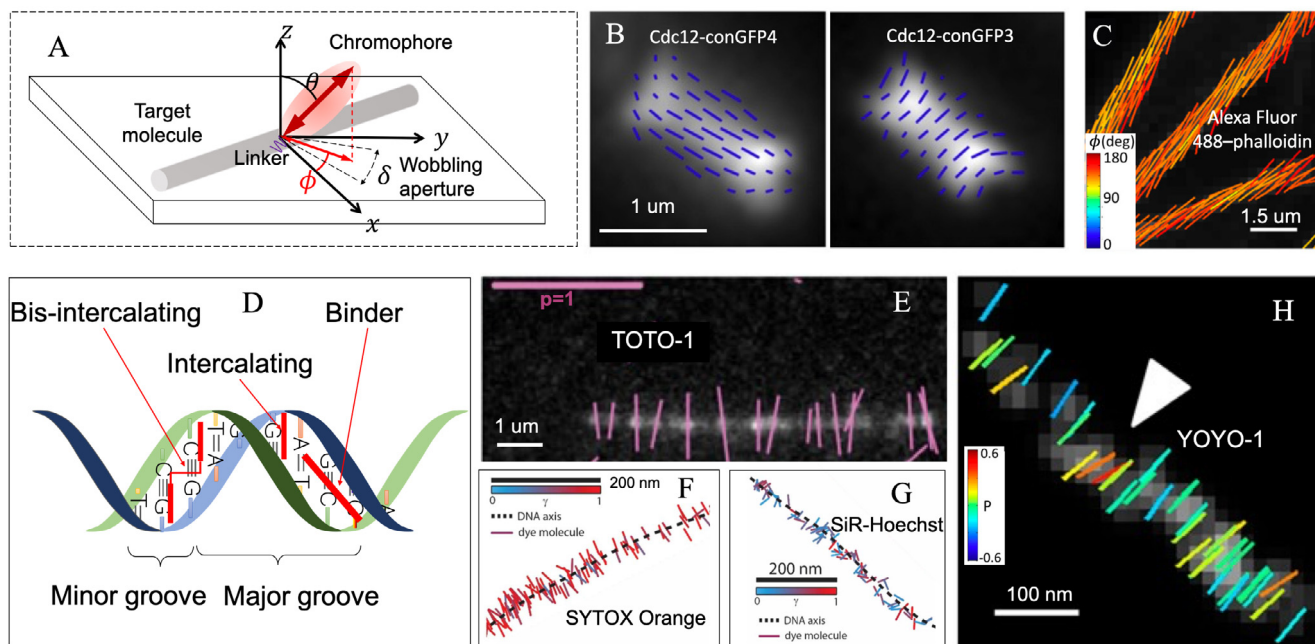 A
z
Chromophore
θ
Target
molecule
y
Linker
Wobbling
aperture
δ
ϕ
x
B
Cdc12-conGFP4
1 um
Cdc12-conGFP3
C
Alexa Fluor
488–phalloidin
ϕ(deg)
180
90
0
1.5 um
D
Bis-intercalating
Binder
Intercalating
T
C≡G
C≡G
T=A
G
G≡C
A=T
G≡C
C
A
Minor groove
Major groove
p=1
E
TOTO-1
1 um
F
200 nm
0 γ 1
DNA axis
dye molecule
SYTOX Orange
G
SiR-Hoechst
200 nm
0 γ 1
DNA axis
dye molecule
H
YOYO-1
0.6
P
-0.6
100 nm